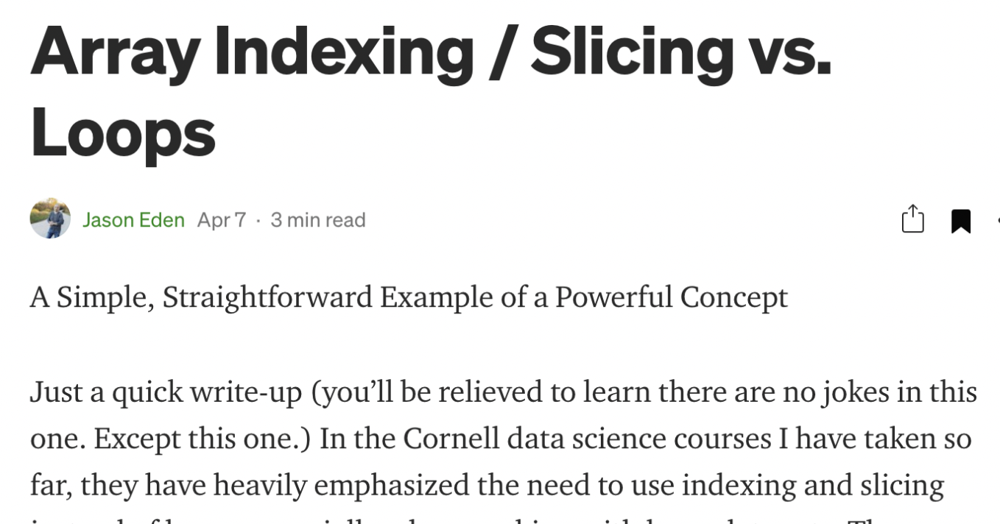 Array Indexing / Slicing vs.
Loops
Jason Eden Apr 7 · 3 min read
A Simple, Straightforward Example of a Powerful Concept
Just a quick write-up (you’ll be relieved to learn there are no jokes in this
one. Except this one.) In the Cornell data science courses I have taken so
far, they have heavily emphasized the need to use indexing and slicing